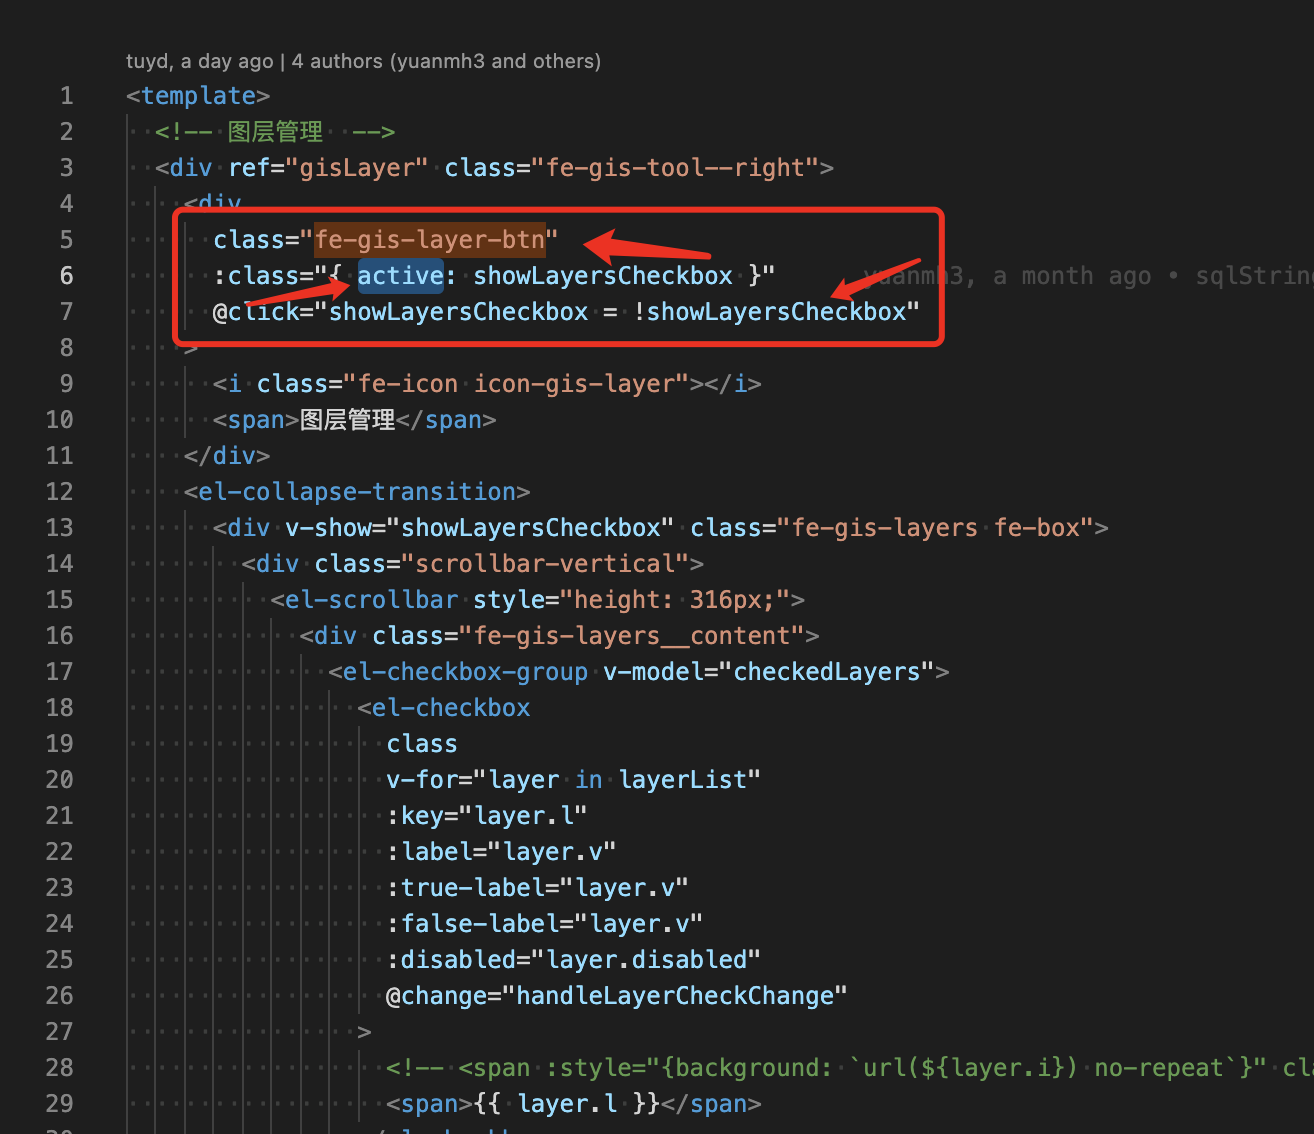 tuyd, a day ago | 4 authors (yuanmh3 and others)
1 <template>
2 <!-- 图层管理 -->
3 <div ref="gisLayer" class="fe-gis-tool--right">
4 <div
5 class="fe-gis-layer-btn"
6 :class="{ active: showLayersCheckbox }" yuanmh3, a month ago • sqlString
7 @click="showLayersCheckbox = !showLayersCheckbox"
8 >
9 <i class="fe-icon icon-gis-layer"></i>
10 <span>图层管理</span>
11 </div>
12 <el-collapse-transition>
13 <div v-show="showLayersCheckbox" class="fe-gis-layers fe-box">
14 <div class="scrollbar-vertical">
15 <el-scrollbar style="height: 316px;">
16 <div class="fe-gis-layers__content">
17 <el-checkbox-group v-model="checkedLayers">
18 <el-checkbox
19 class
20 v-for="layer in layerList"
21 :key="layer.l"
22 :label="layer.v"
23 :true-label="layer.v"
24 :false-label="layer.v"
25 :disabled="layer.disabled"
26 @change="handleLayerCheckChange"
27 >
28 <!-- <span :style="{background: `url(${layer.i}) no-repeat`}" cl
29 <span>{{ layer.l }}</span>